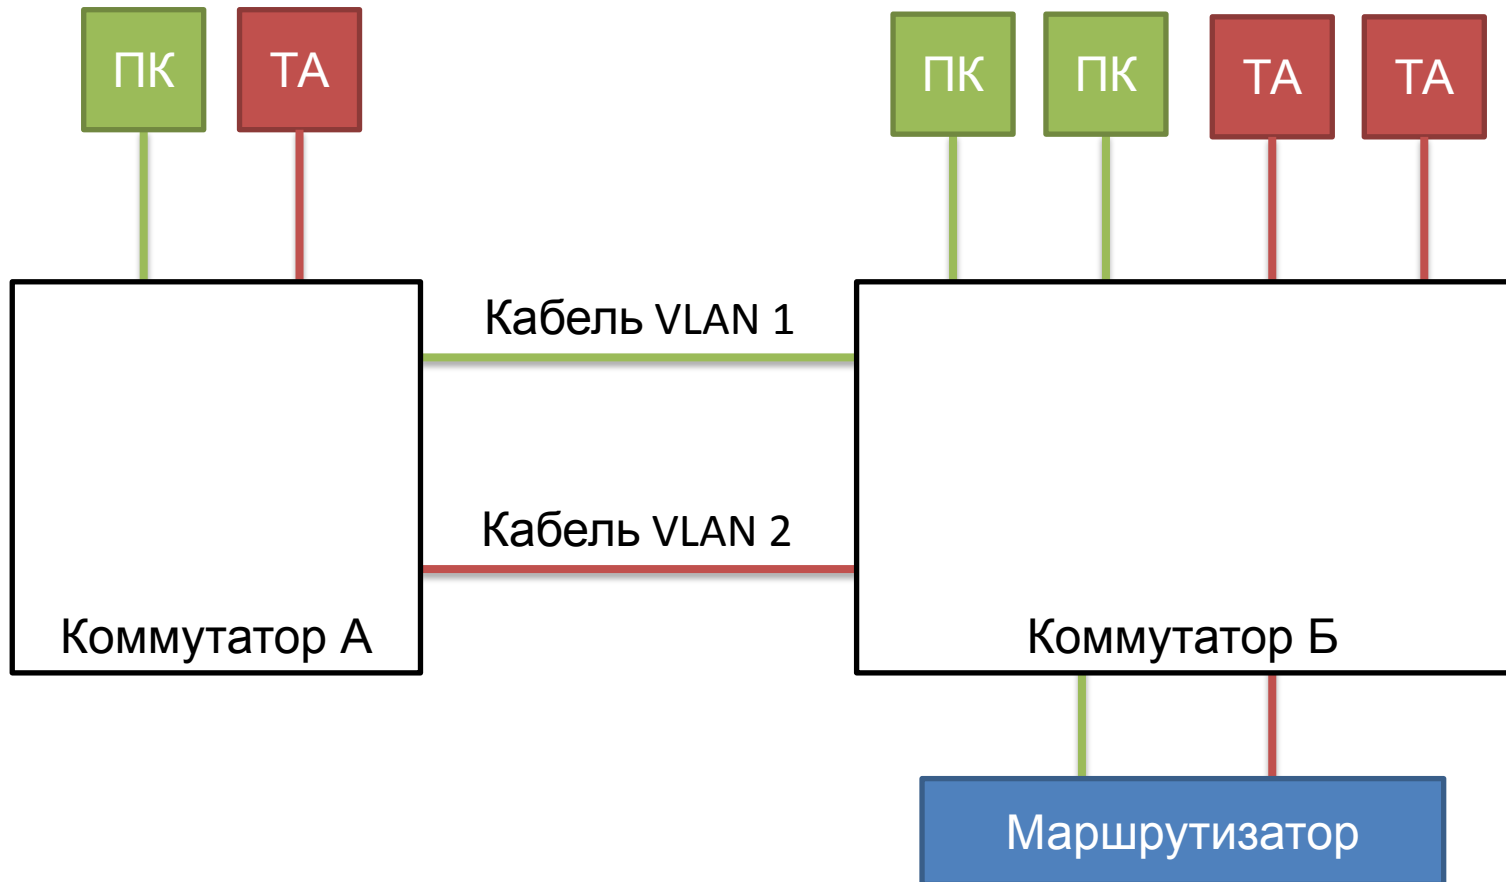 ПК
ТА
ПК
ПК
ТА
ТА
Кабель VLAN 1
Кабель VLAN 2
Коммутатор А
Коммутатор Б
Маршрутизатор